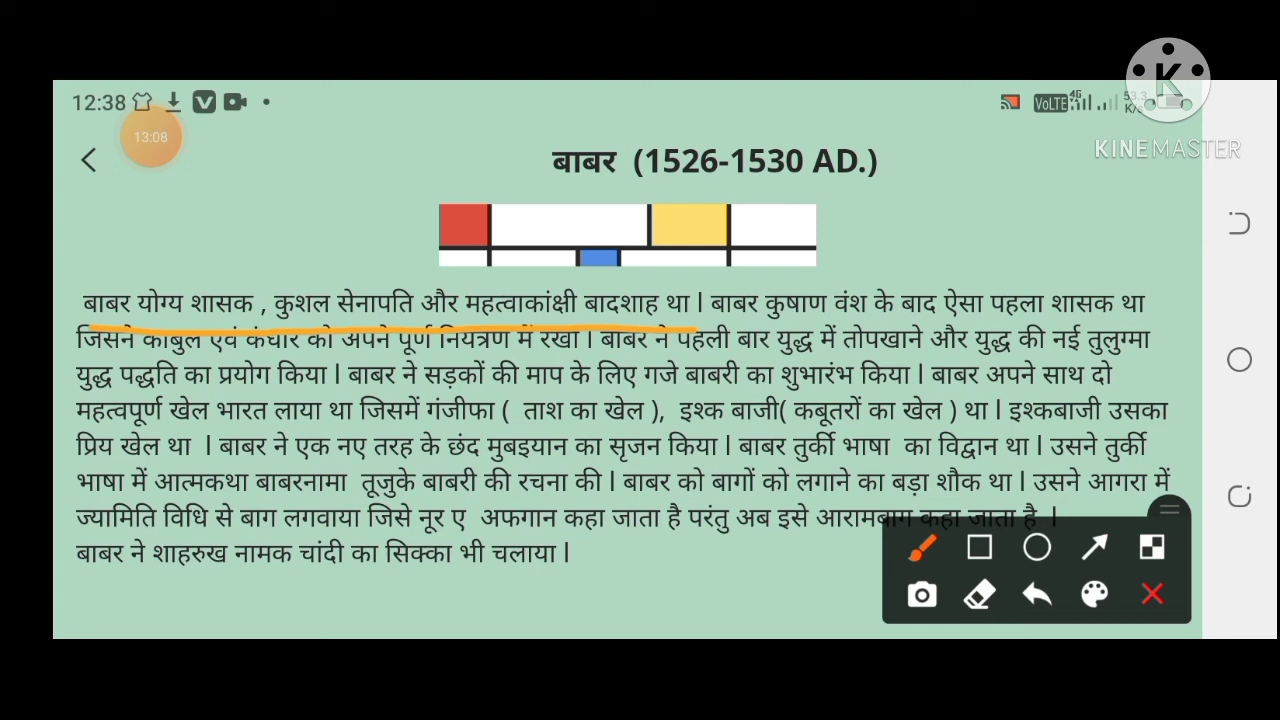 12:38
VoLTE 4G 53.3 K/s
13:08
KINEMASTER
बाबर (1526-1530 AD.)
बाबर योग्य शासक , कुशल सेनापति और महत्वाकांक्षी बादशाह था l बाबर कुषाण वंश के बाद ऐसा पहला शासक था
जिसने काबुल एवं कंधार को अपने पूर्ण नियंत्रण में रखा l बाबर ने पहली बार युद्ध में तोपखाने और युद्ध की नई तुलुग्मा
युद्ध पद्धति का प्रयोग किया l बाबर ने सड़कों की माप के लिए गजे बाबरी का शुभारंभ किया l बाबर अपने साथ दो
महत्वपूर्ण खेल भारत लाया था जिसमें गंजीफा ( ताश का खेल ), इश्क बाजी( कबूतरों का खेल ) था l इश्कबाजी उसका
प्रिय खेल था l बाबर ने एक नए तरह के छंद मुबइयान का सृजन किया l बाबर तुर्की भाषा का विद्वान था l उसने तुर्की
भाषा में आत्मकथा बाबरनामा तूजुके बाबरी की रचना की l बाबर को बागों को लगाने का बड़ा शौक था l उसने आगरा में
ज्यामिति विधि से बाग लगवाया जिसे नूर ए अफगान कहा जाता है परंतु अब इसे आरामबाग कहा जाता है l
बाबर ने शाहरुख नामक चांदी का सिक्का भी चलाया l